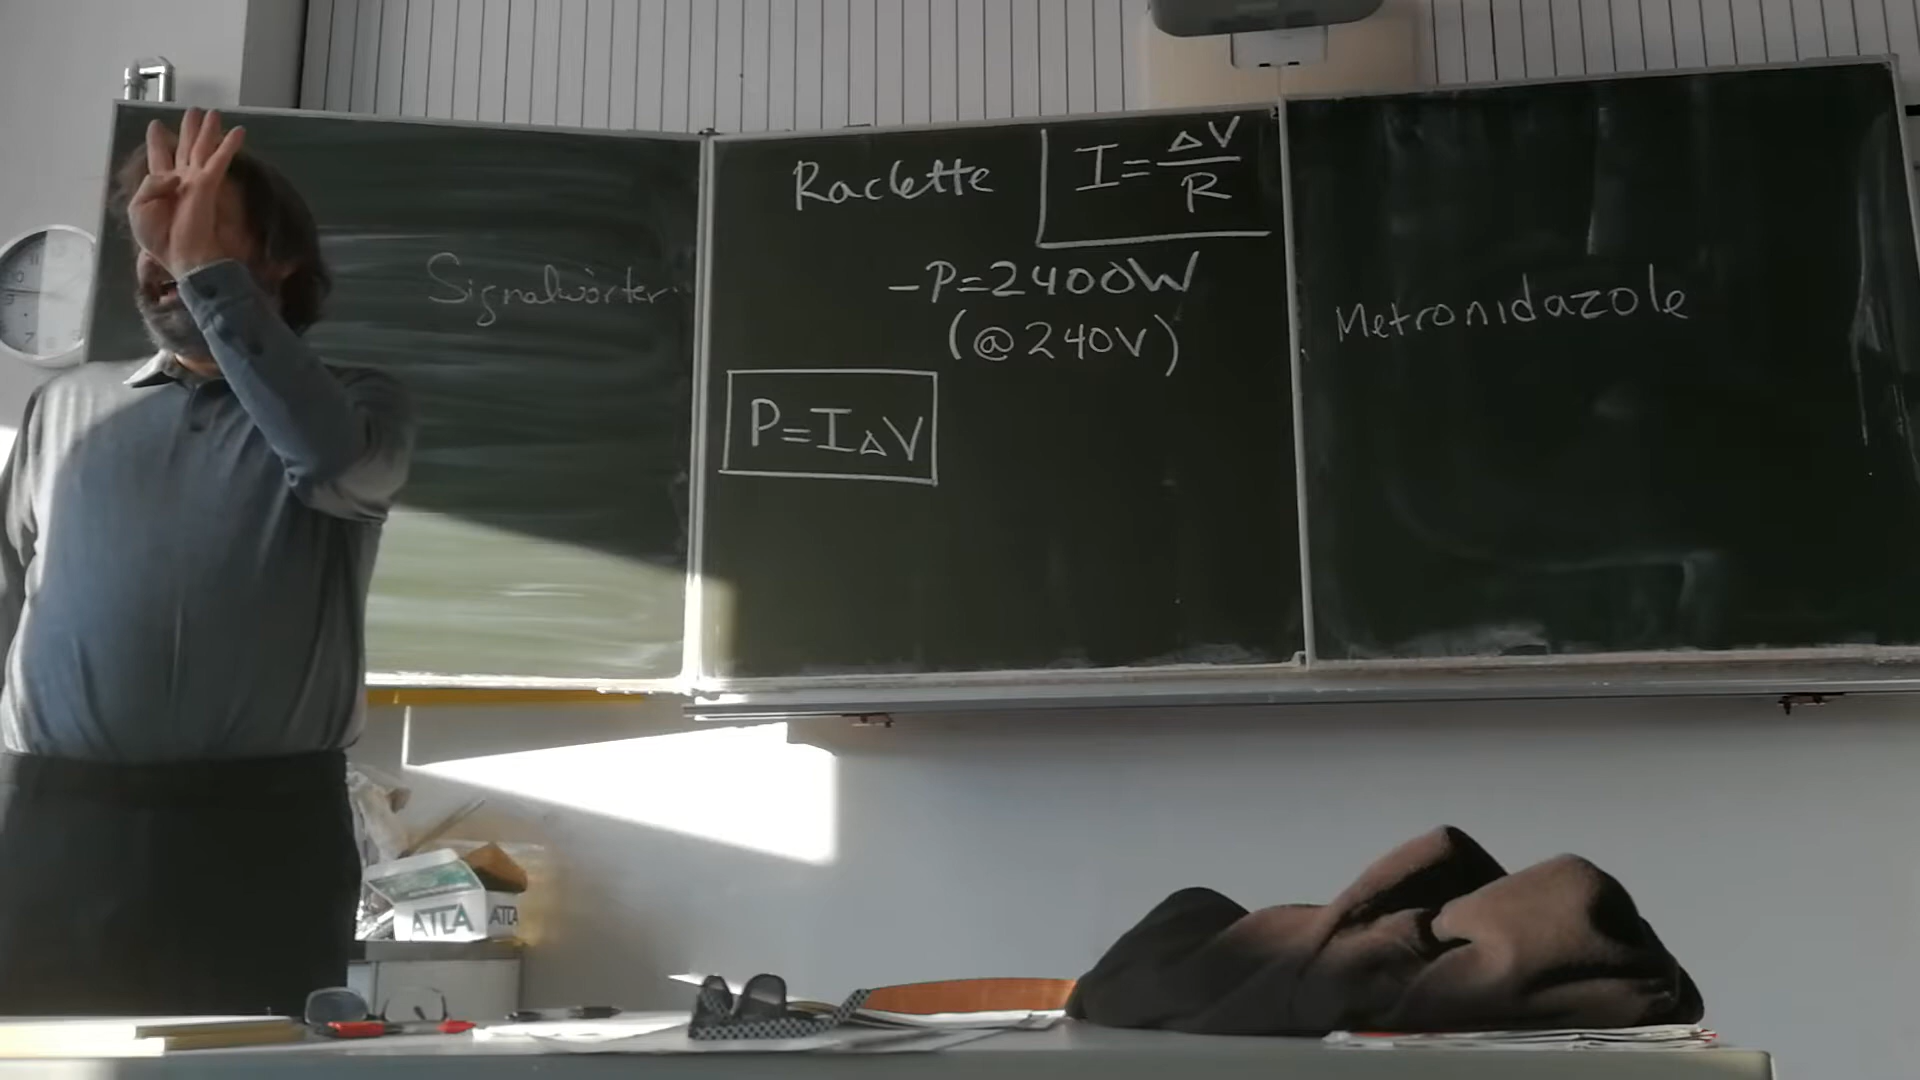 Signalwörter
Raclette
I = ΔV/R
-P=2400W
(@240V)
P=IΔV
Metronidazole
ATLA
ATLA